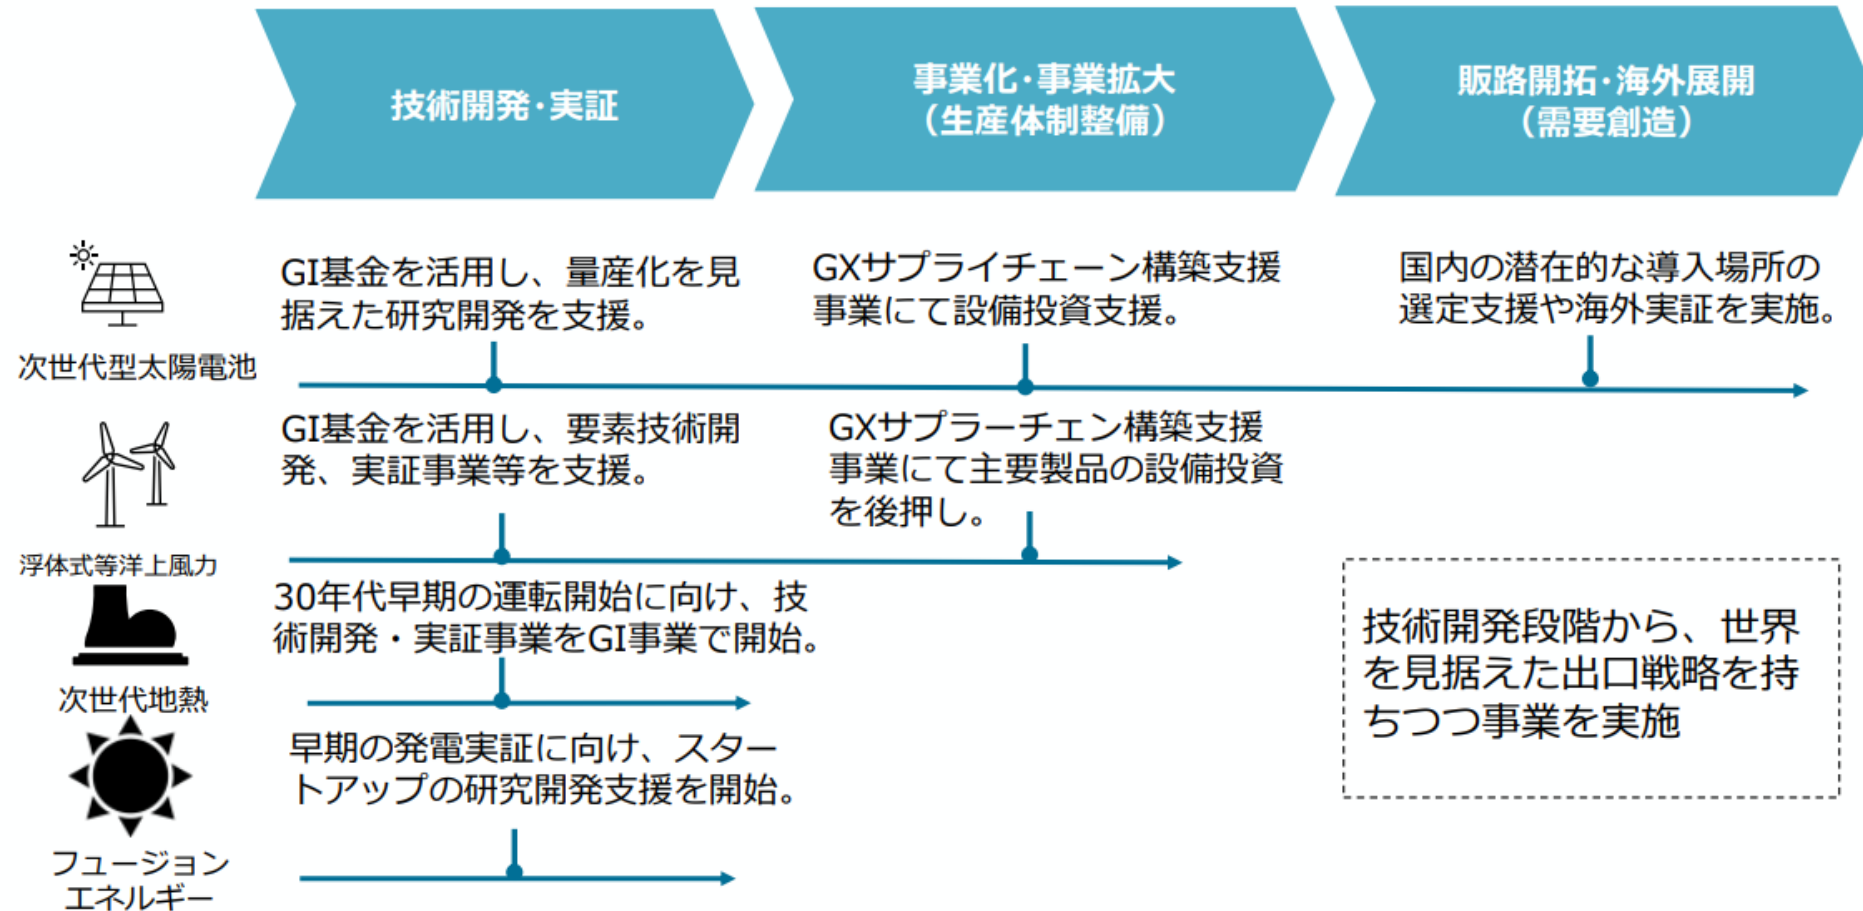 技術開発・実証
事業化・事業拡大
（生産体制整備）
販路開拓・海外展開
（需要創造）
次世代型太陽電池
GI基金を活用し、量産化を見
据えた研究開発を支援。
GXサプライチェーン構築支援
事業にて設備投資支援。
国内の潜在的な導入場所の
選定支援や海外実証を実施。
浮体式等洋上風力
GI基金を活用し、要素技術開
発、実証事業等を支援。
GXサプラーチェン構築支援
事業にて主要製品の設備投資
を後押し。
次世代地熱
30年代早期の運転開始に向け、技
術開発・実証事業をGI事業で開始。
フュージョン
エネルギー
早期の発電実証に向け、スター
トアップの研究開発支援を開始。
技術開発段階から、世界
を見据えた出口戦略を持
ちつつ事業を実施